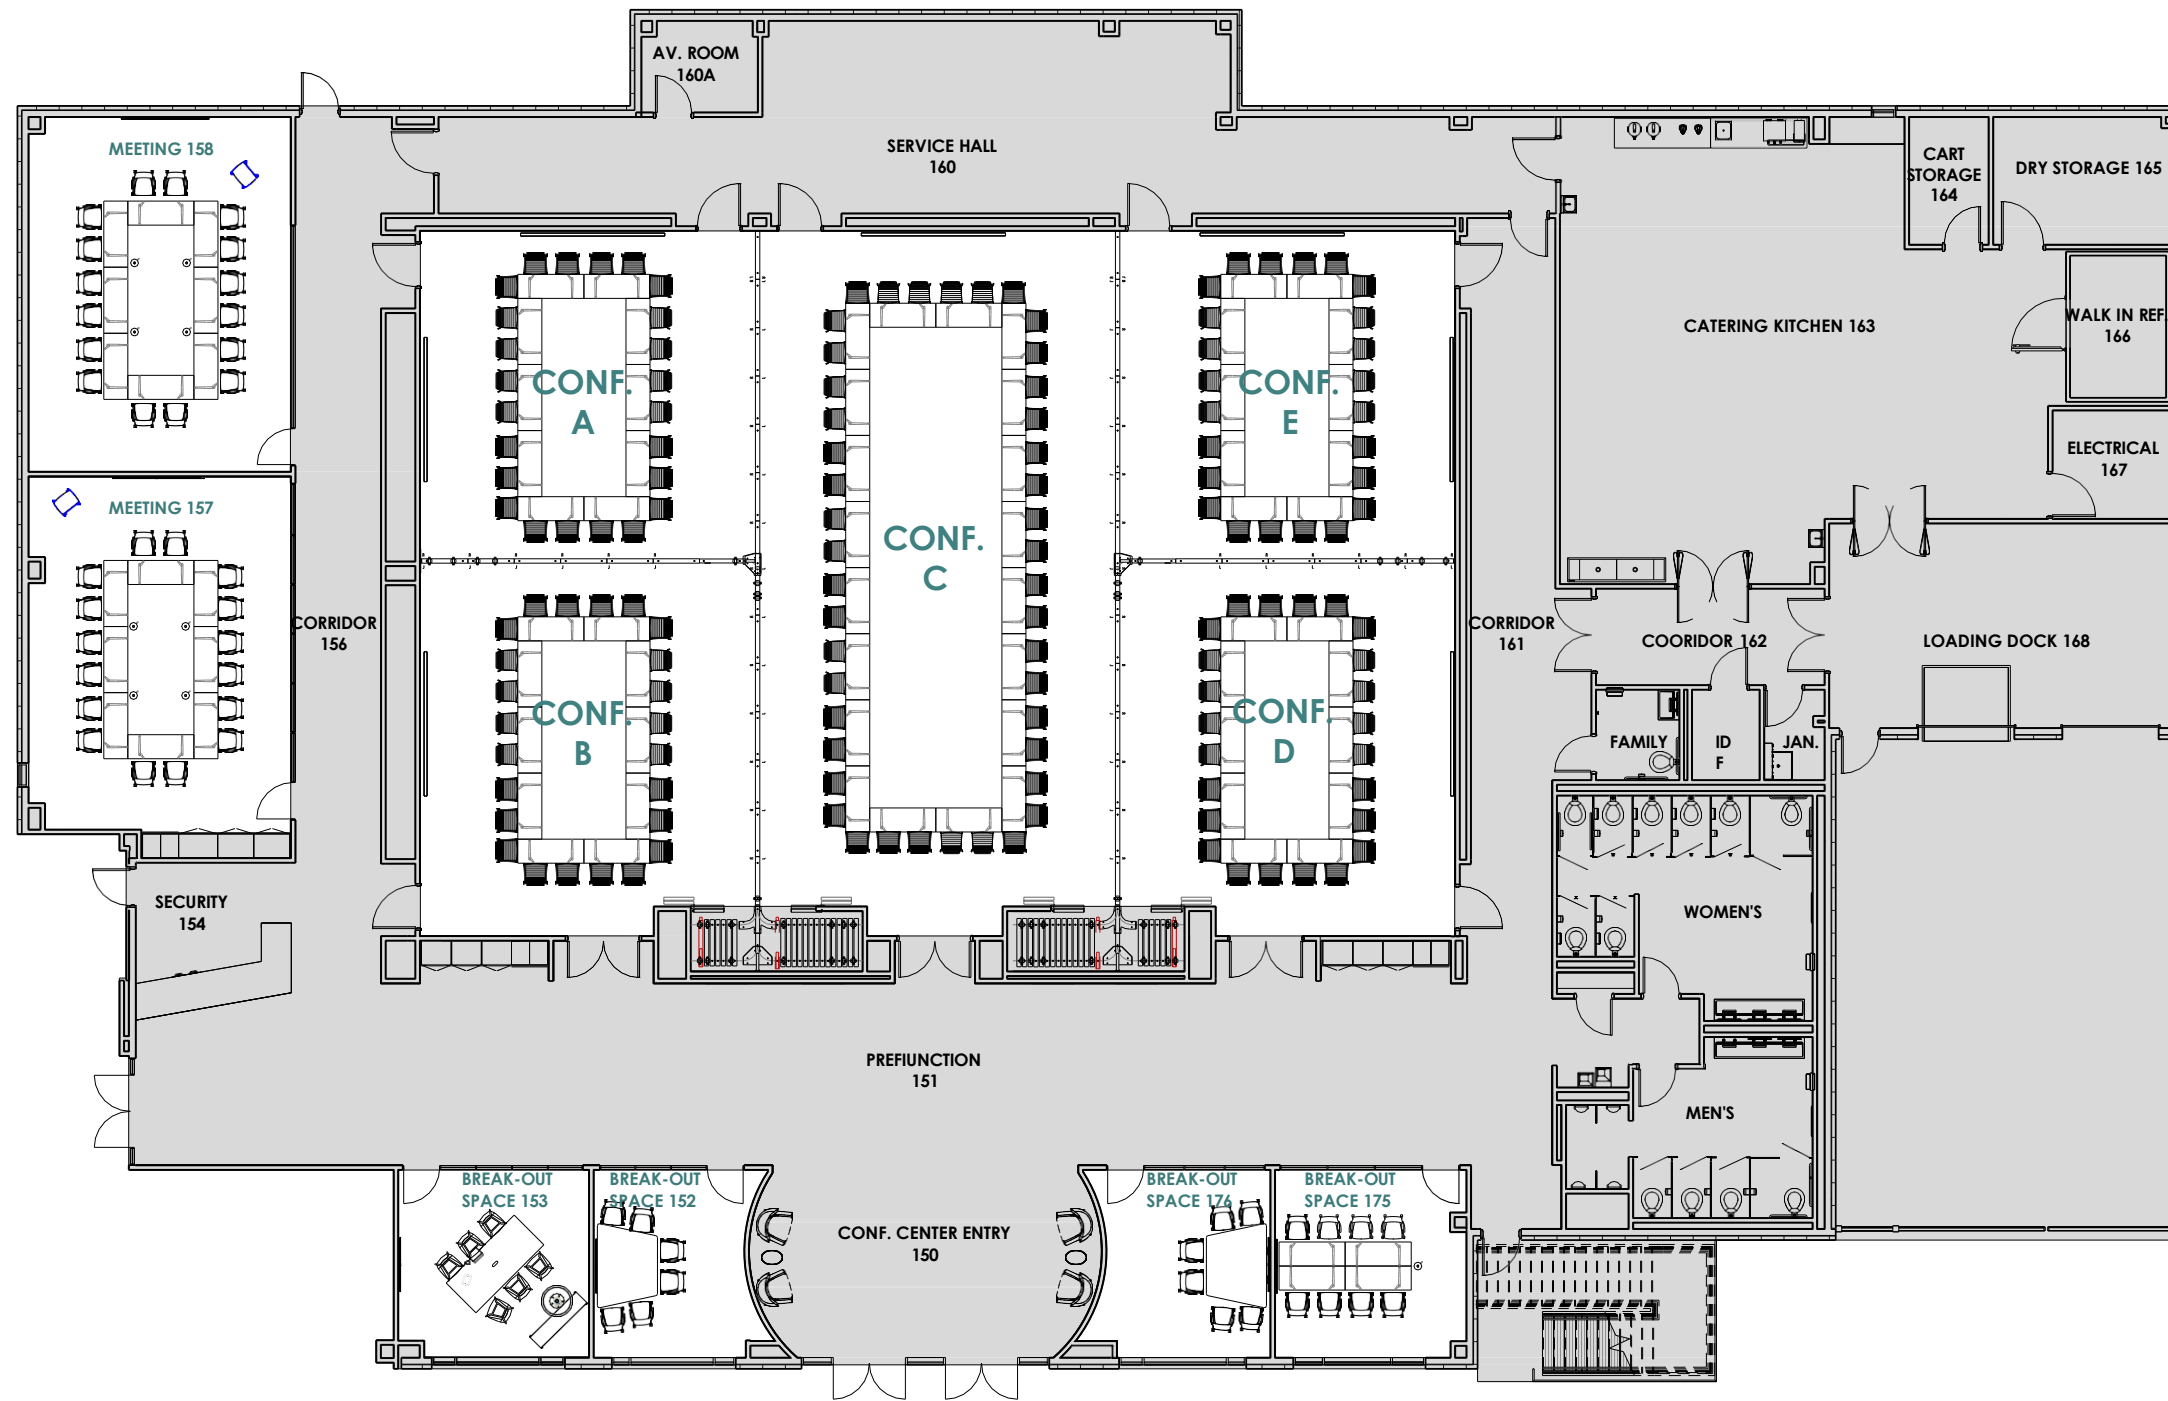 AV. ROOM
160A
MEETING 158
SERVICE HALL
160
CART
STORAGE
164
DRY STORAGE 165
WALK IN REF.
166
CATERING KITCHEN 163
CONF.
A
CONF.
E
ELECTRICAL
167
MEETING 157
CONF.
C
CORRIDOR
156
CORRIDOR
161
COORIDOR 162
LOADING DOCK 168
CONF.
B
CONF.
D
FAMILY
ID
F
JAN.
SECURITY
154
WOMEN'S
PREFIUNCTION
151
MEN'S
BREAK-OUT
SPACE 153
BREAK-OUT
SPACE 152
BREAK-OUT
SPACE 176
BREAK-OUT
SPACE 175
CONF. CENTER ENTRY
150